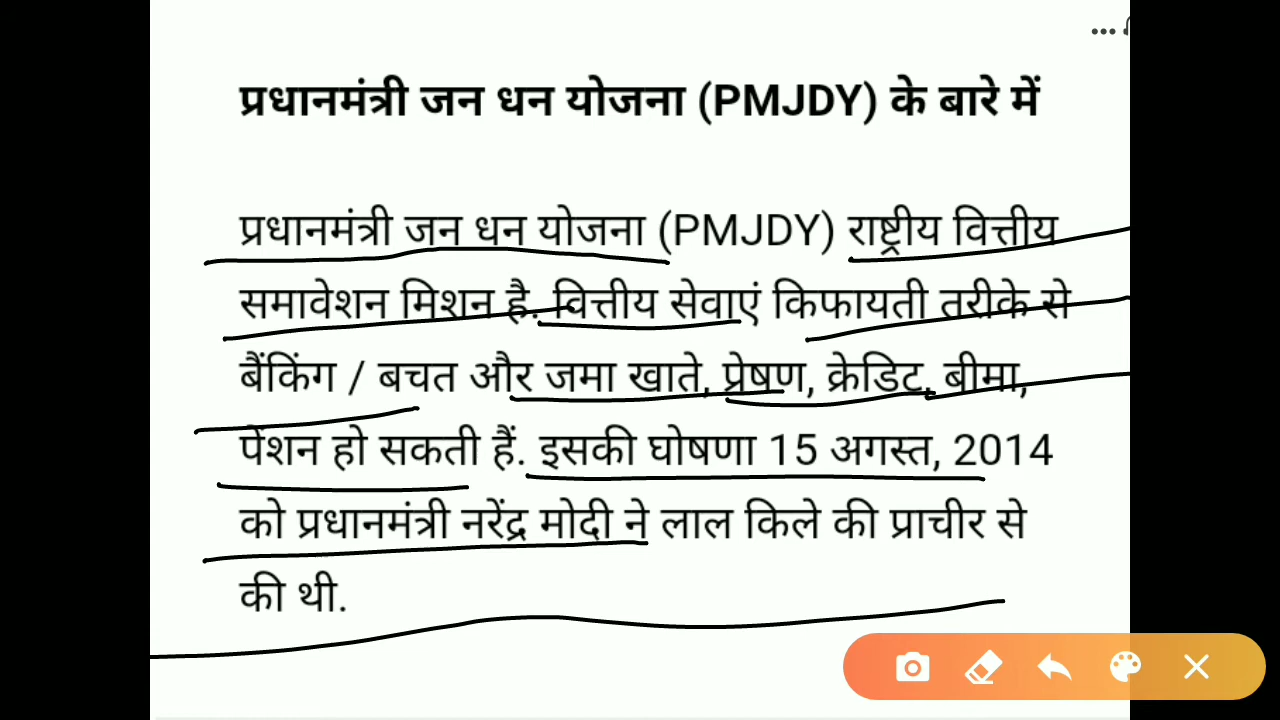 प्रधानमंत्री जन धन योजना (PMJDY) के बारे में
प्रधानमंत्री जन धन योजना (PMJDY) राष्ट्रीय वित्तीय
समावेशन मिशन है. वित्तीय सेवाएं किफायती तरीके से
बैंकिंग / बचत और जमा खाते, प्रेषण, क्रेडिट, बीमा,
पेंशन हो सकती हैं. इसकी घोषणा 15 अगस्त, 2014
को प्रधानमंत्री नरेंद्र मोदी ने लाल किले की प्राचीर से
की थी.